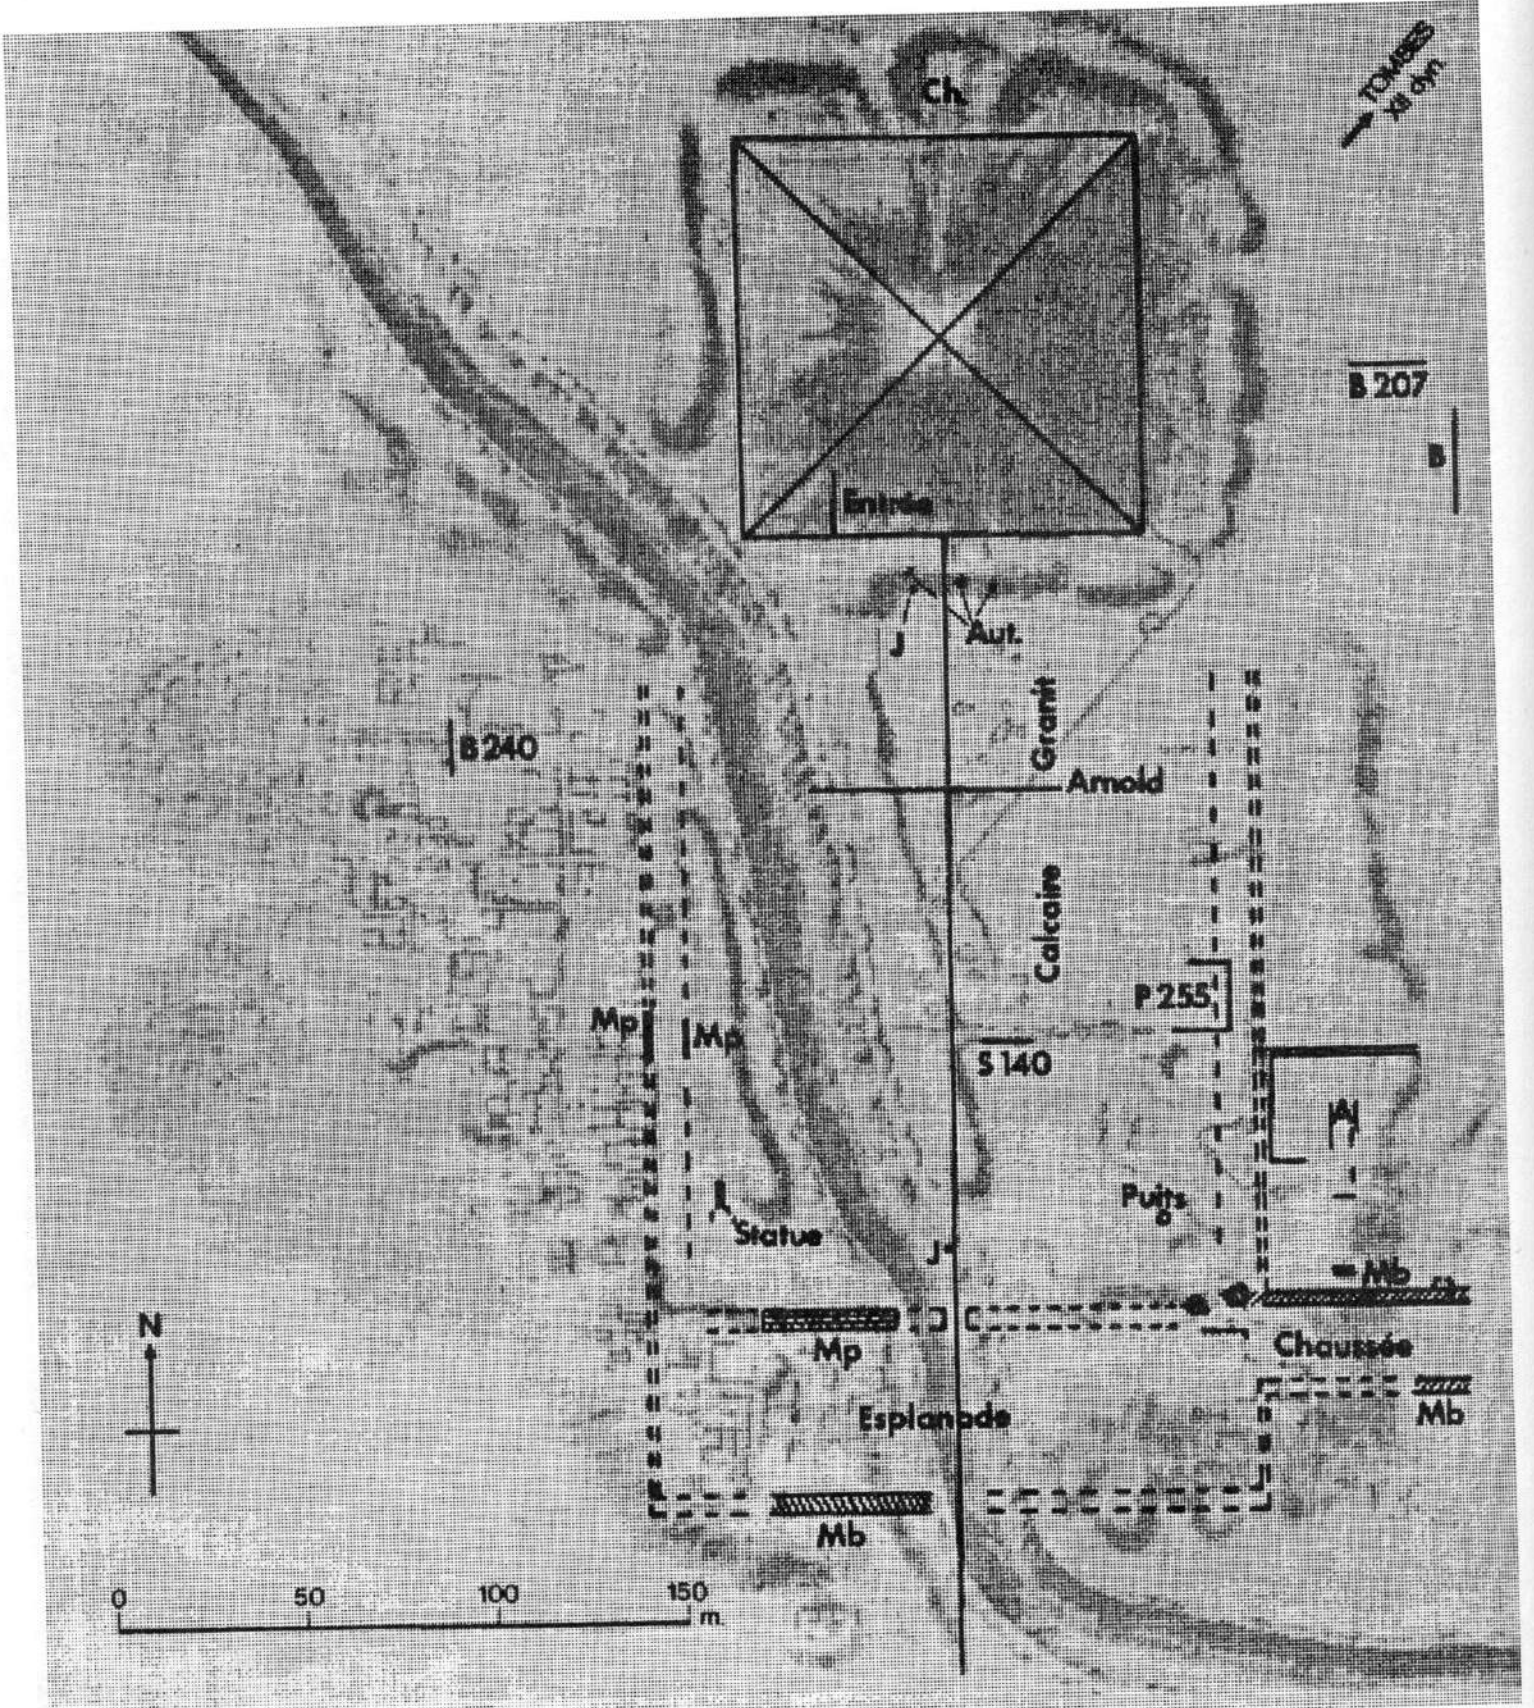 TOMBES
XII dyn.
Ch.
B 207
B
Entrée
J
Aut.
Granit
B 240
Arnold
Calcaire
P 255
Mp
Mp
S 140
A
Puits
Statue
J
Mb
N
Mp
Chaussée
Esplanade
Mb
Mb
0 50 100 150
m.